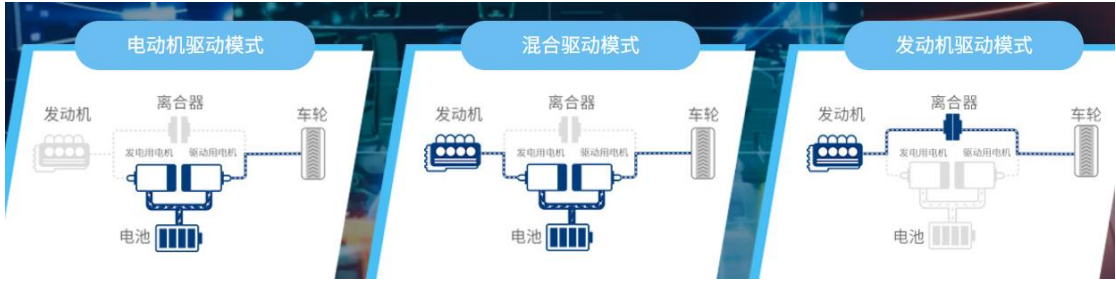 电动机驱动模式
发动机
离合器
车轮
发电用电机
驱动用电机
电池
混合驱动模式
发动机
离合器
车轮
发电用电机
驱动用电机
电池
发动机驱动模式
发动机
离合器
车轮
发电用电机
驱动用电机
电池